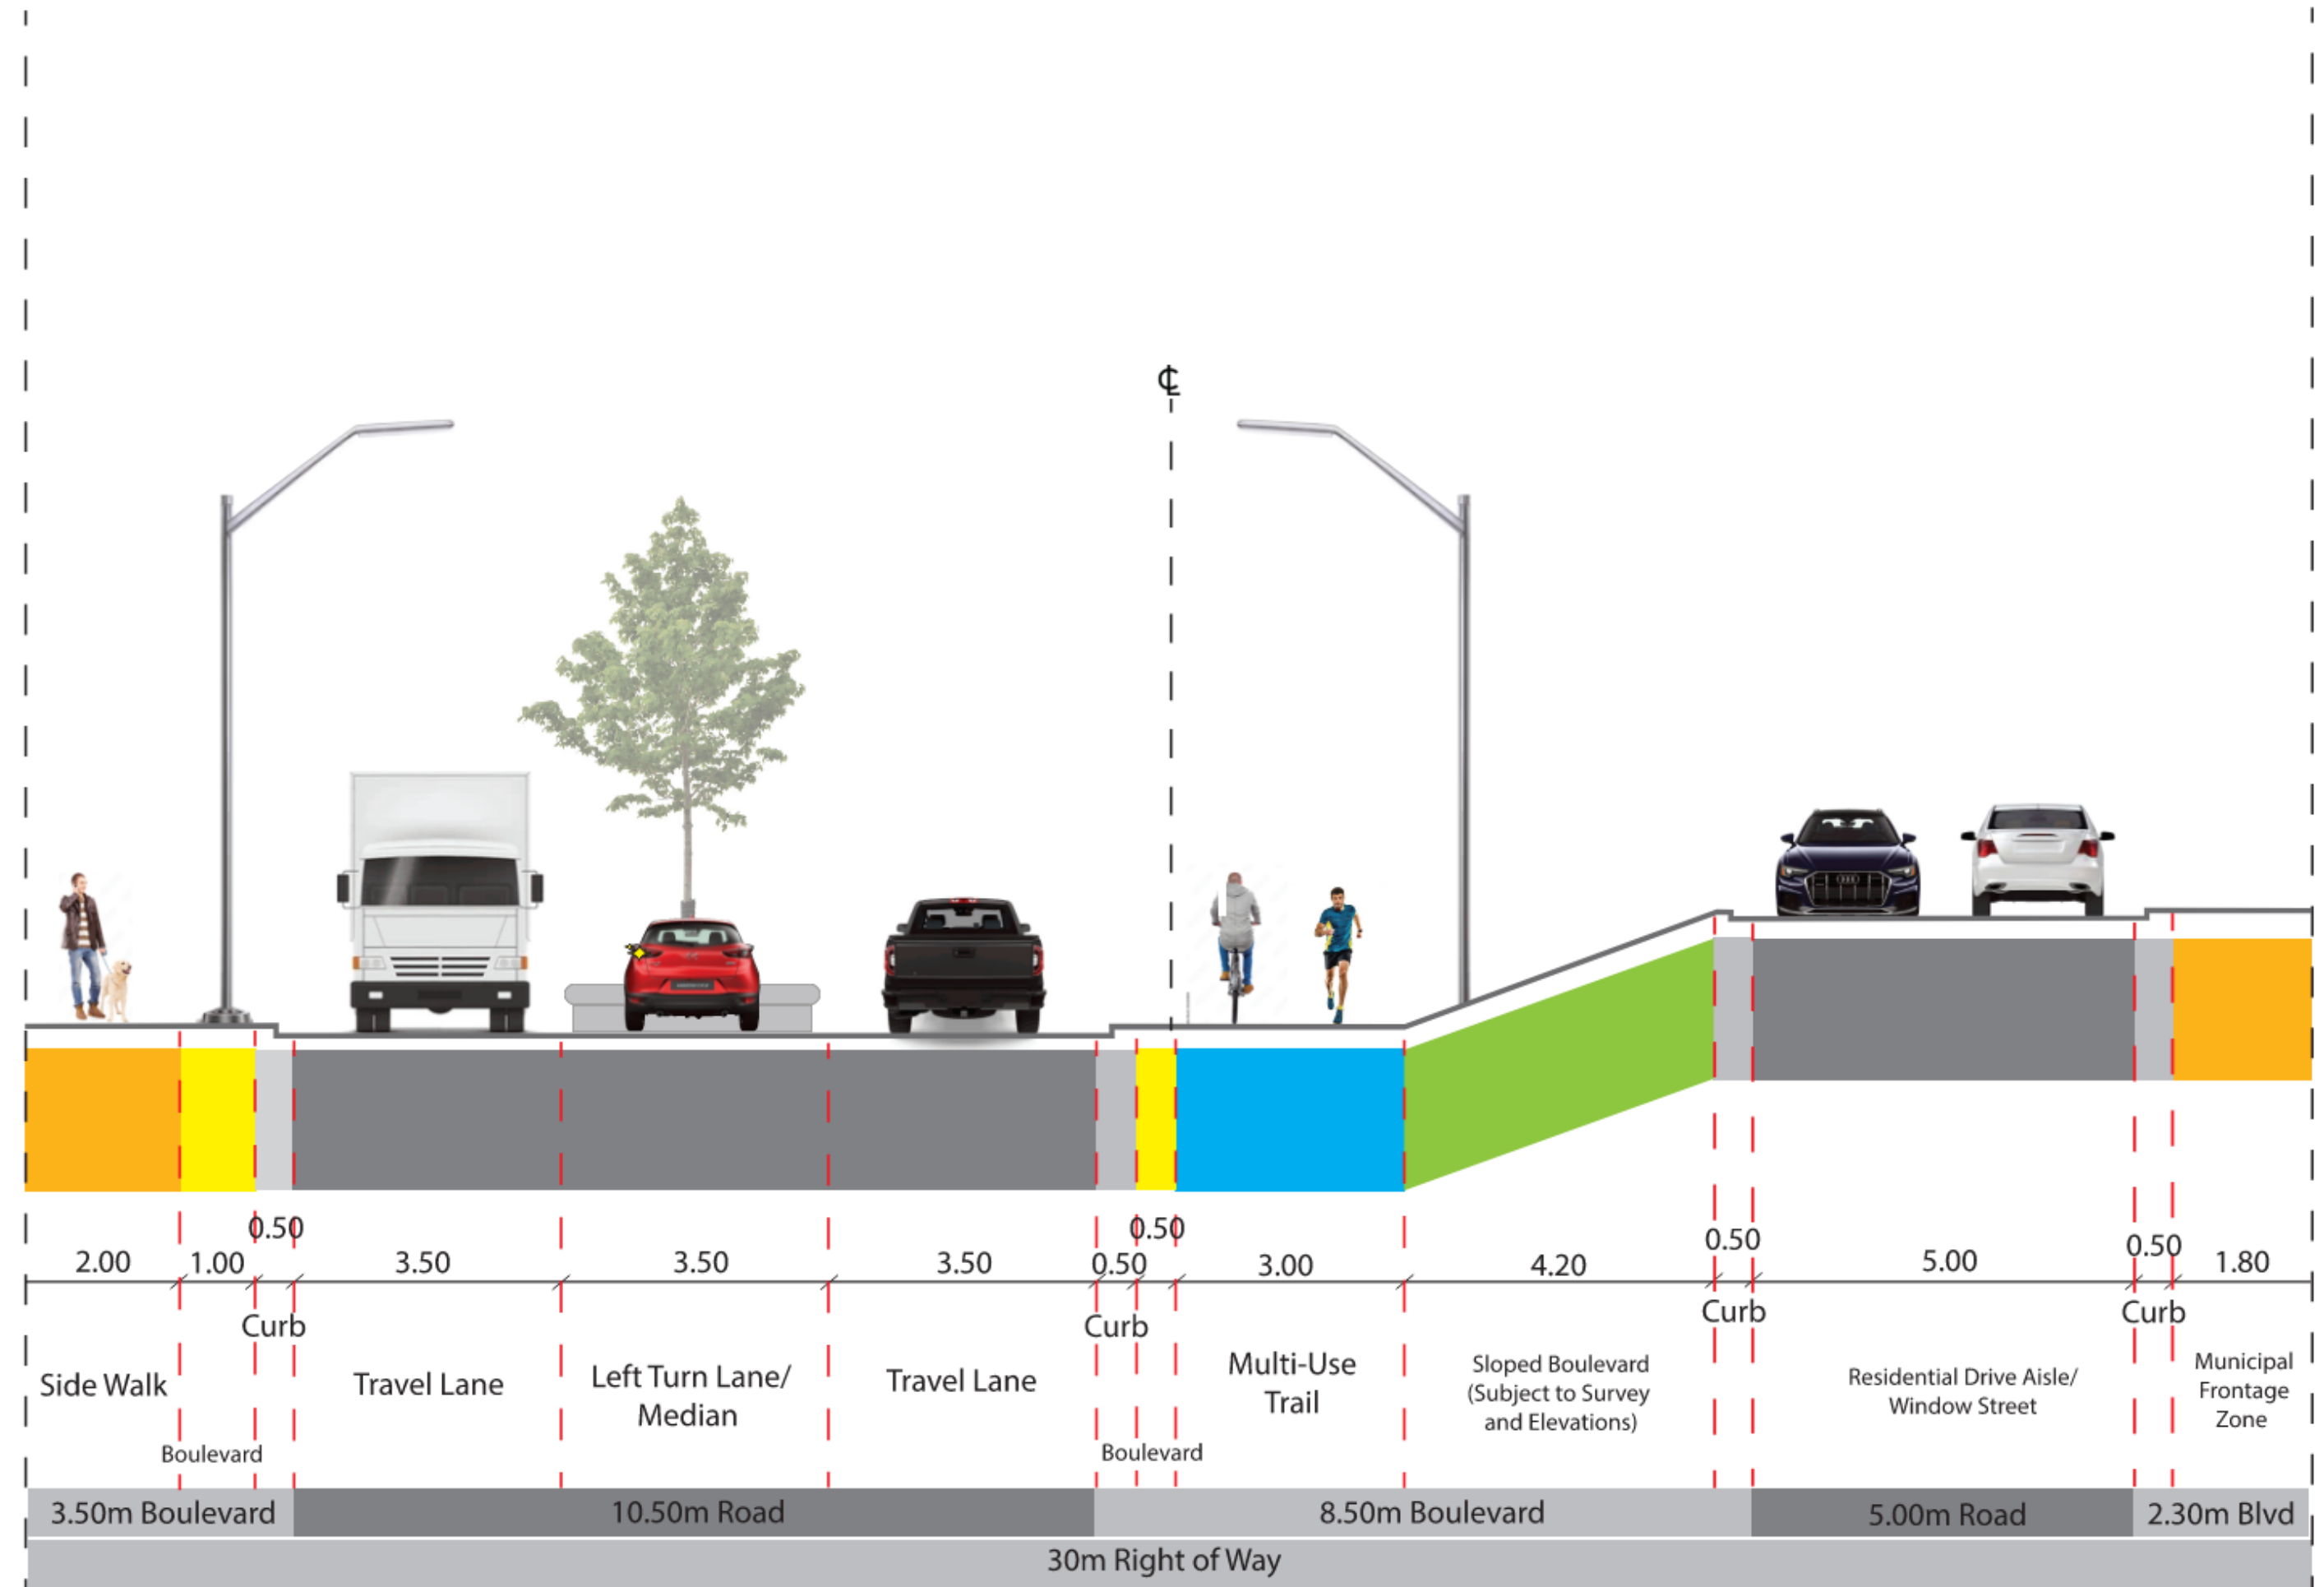 ℄
0.50
0.50
2.00
1.00
3.50
3.50
3.50
0.50
3.00
4.20
0.50
5.00
0.50
1.80
Curb
Curb
Curb
Curb
Side Walk
Boulevard
Travel Lane
Left Turn Lane/
Median
Travel Lane
Boulevard
Multi-Use
Trail
Sloped Boulevard
(Subject to Survey
and Elevations)
Residential Drive Aisle/
Window Street
Municipal
Frontage
Zone
3.50m Boulevard
10.50m Road
8.50m Boulevard
5.00m Road
2.30m Blvd
30m Right of Way